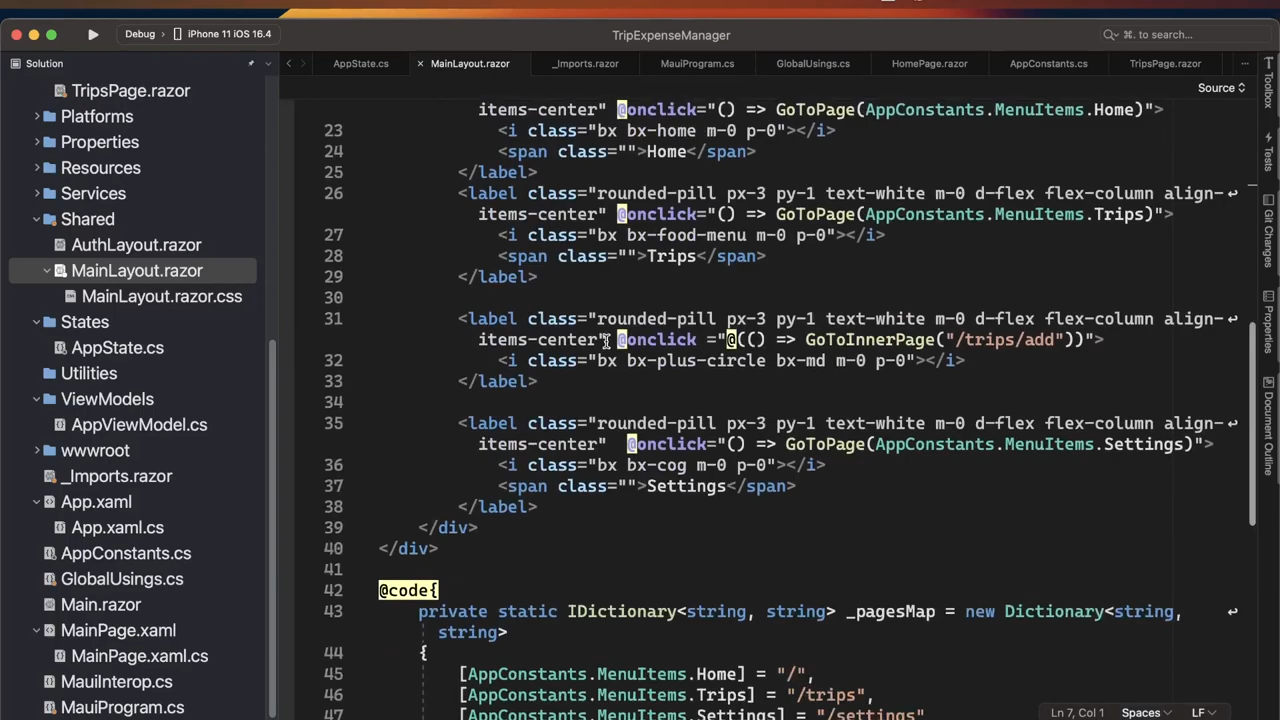 Debug > iPhone 11 iOS 16.4
TripExpenseManager
⌘. to search...
Solution
AppState.cs
× MainLayout.razor
_Imports.razor
MauiProgram.cs
GlobalUsings.cs
HomePage.razor
AppConstants.cs
TripsPage.razor
Source
TripsPage.razor
Platforms
Properties
Resources
Services
Shared
AuthLayout.razor
MainLayout.razor
MainLayout.razor.css
States
AppState.cs
Utilities
ViewModels
AppViewModel.cs
wwwroot
_Imports.razor
App.xaml
App.xaml.cs
AppConstants.cs
GlobalUsings.cs
Main.razor
MainPage.xaml
MainPage.xaml.cs
MauiInterop.cs
MauiProgram.cs
items-center" @onclick="() => GoToPage(AppConstants.MenuItems.Home)">
23 <i class="bx bx-home m-0 p-0"></i>
24 <span class="">Home</span>
25 </label>
26 <label class="rounded-pill px-3 py-1 text-white m-0 d-flex flex-column align-
items-center" @onclick="() => GoToPage(AppConstants.MenuItems.Trips)">
27 <i class="bx bx-food-menu m-0 p-0"></i>
28 <span class="">Trips</span>
29 </label>
30
31 <label class="rounded-pill px-3 py-1 text-white m-0 d-flex flex-column align-
items-center" @onclick ="@(() => GoToInnerPage("/trips/add"))">
32 <i class="bx bx-plus-circle bx-md m-0 p-0"></i>
33 </label>
34
35 <label class="rounded-pill px-3 py-1 text-white m-0 d-flex flex-column align-
items-center"  @onclick="() => GoToPage(AppConstants.MenuItems.Settings)">
36 <i class="bx bx-cog m-0 p-0"></i>
37 <span class="">Settings</span>
38 </label>
39 </div>
40 </div>
41
42 @code{
43 private static IDictionary<string, string> _pagesMap = new Dictionary<string,
string>
44 {
45 [AppConstants.MenuItems.Home] = "/",
46 [AppConstants.MenuItems.Trips] = "/trips",
47 [AppConstants.MenuItems.Settings] = "/settings"
Toolbox
Tests
Git Changes
Properties
Document Outline
Ln 7, Col 1
Spaces
LF